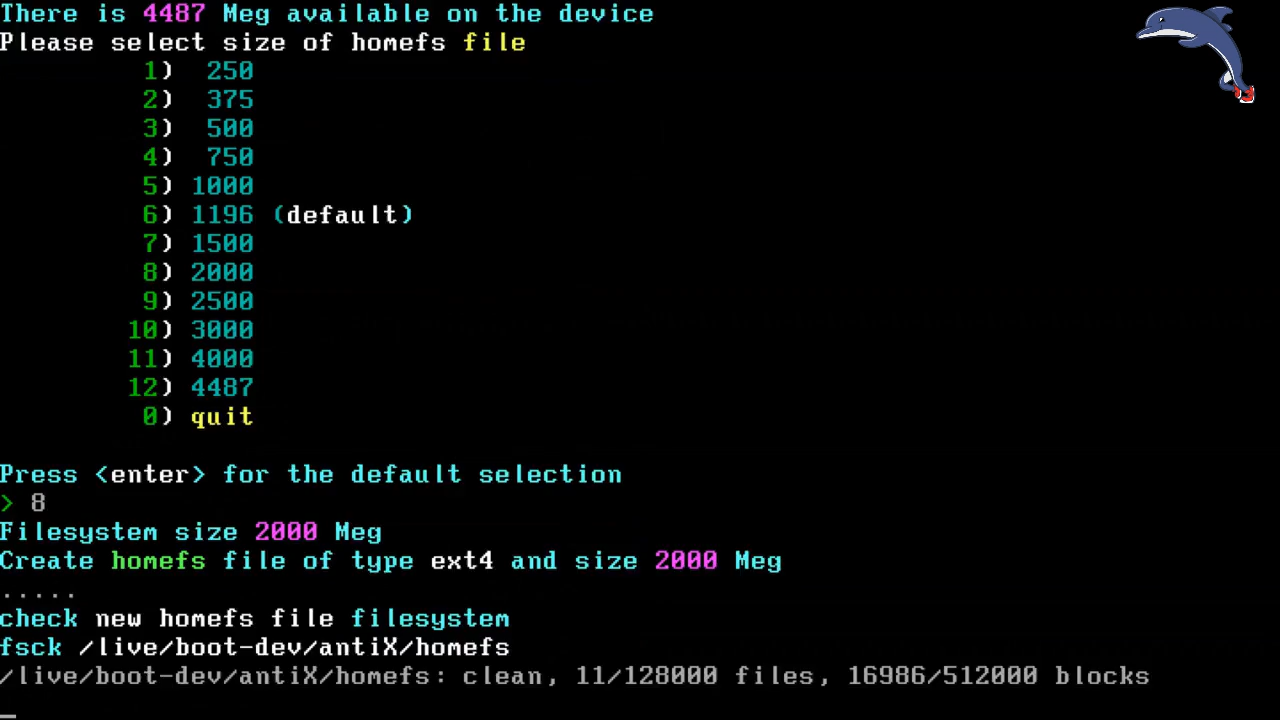 There is 4487 Meg available on the device
Please select size of homefs file
1) 250
2) 375
3) 500
4) 750
5) 1000
6) 1196 (default)
7) 1500
8) 2000
9) 2500
10) 3000
11) 4000
12) 4487
0) quit
Press <enter> for the default selection
> 8
Filesystem size 2000 Meg
Create homefs file of type ext4 and size 2000 Meg
.....
check new homefs file filesystem
fsck /live/boot-dev/antiX/homefs
/live/boot-dev/antiX/homefs: clean, 11/128000 files, 16986/512000 blocks
_